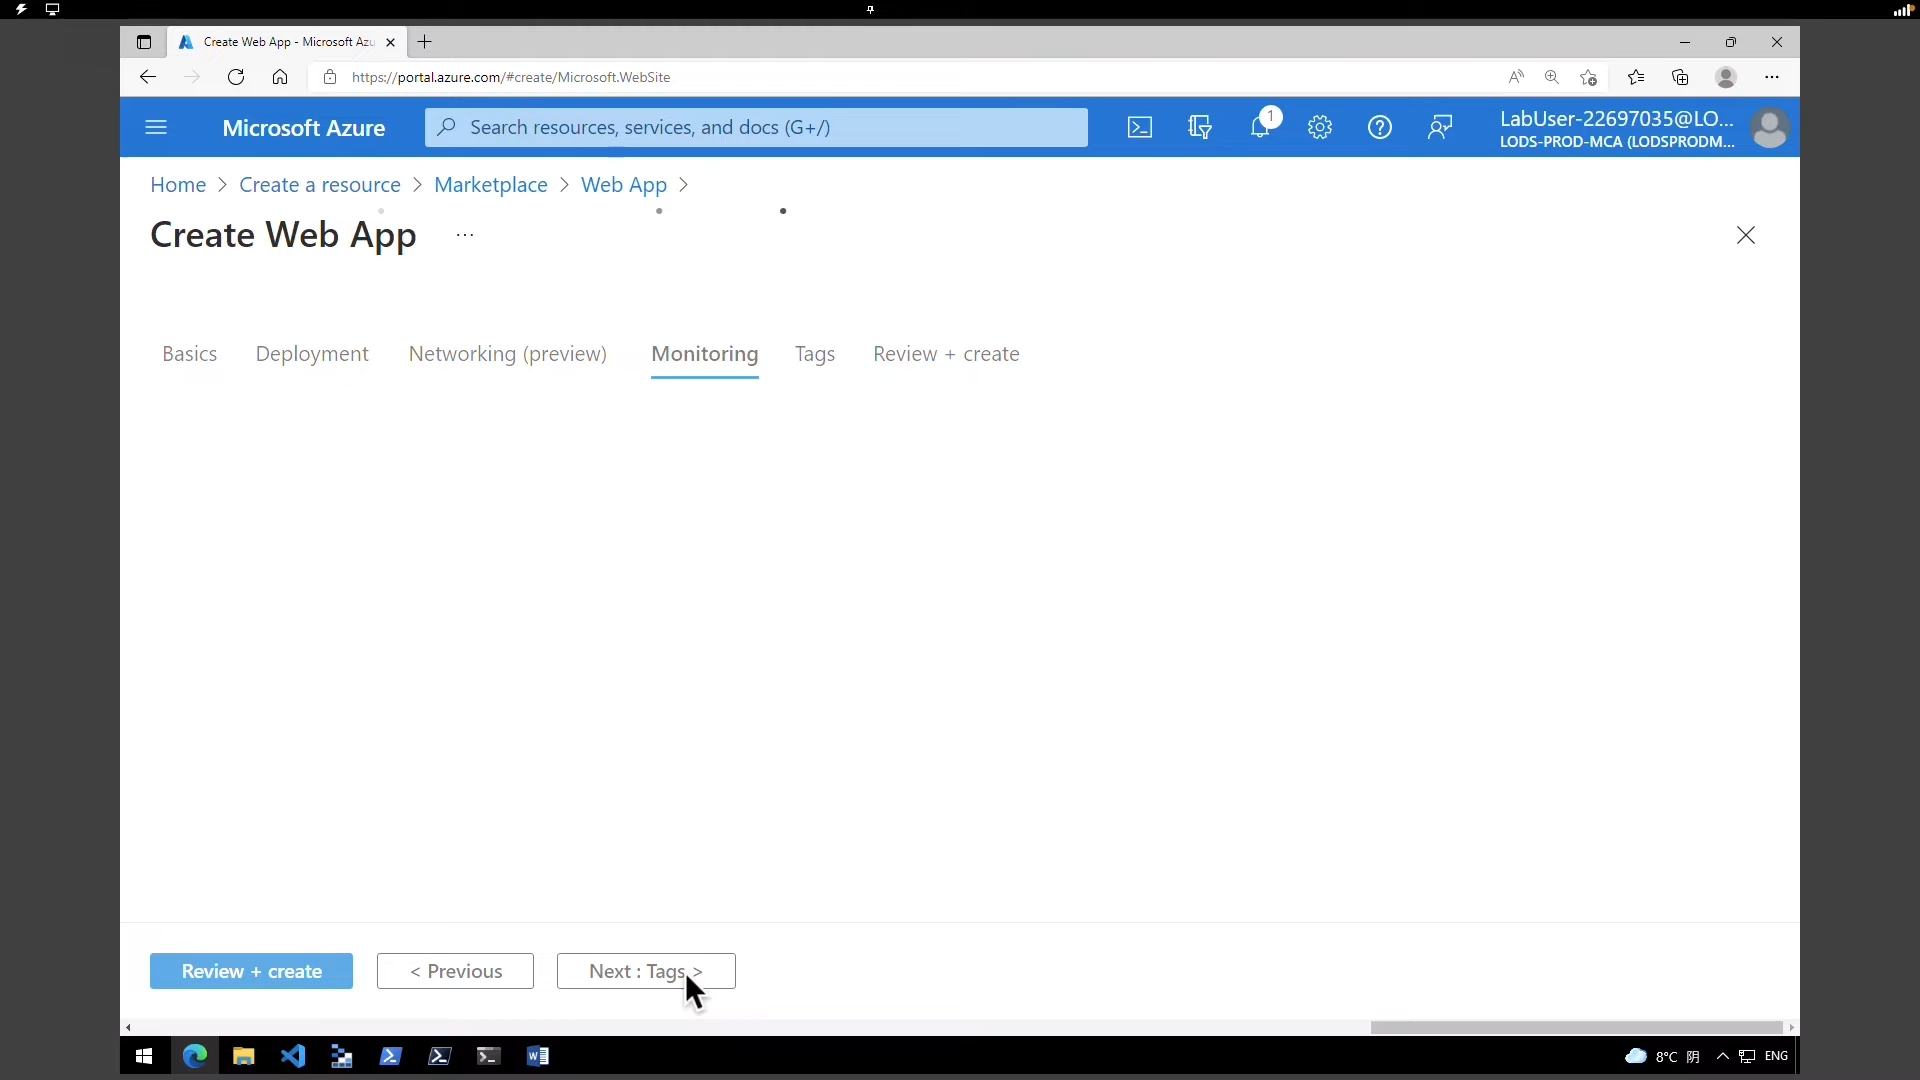 Create Web App - Microsoft Azu
https://portal.azure.com/#create/Microsoft.WebSite
Microsoft Azure
Search resources, services, and docs (G+/)
1
LabUser-22697035@LO...
LODS-PROD-MCA (LODSPRODM...
Home > Create a resource > Marketplace > Web App >
Create Web App ...
Basics Deployment Networking (preview) Monitoring Tags Review + create
Review + create < Previous Next : Tags >
8°C 阴 ENG